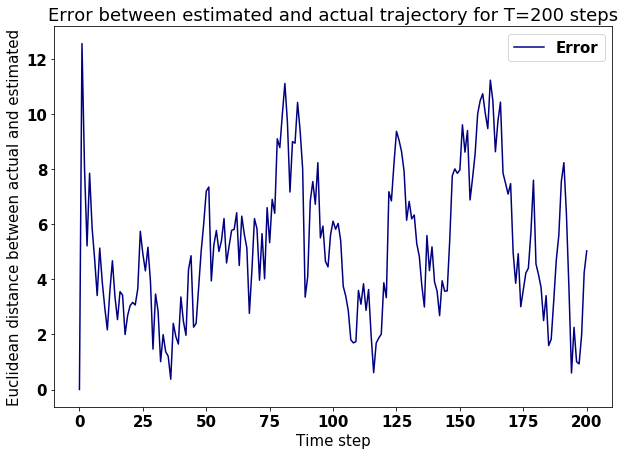 Error between estimated and actual trajectory for T=200 steps
Error
Euclidean distance between actual and estimated
12
10
8
6
4
2
0
0 25 50 75 100 125 150 175 200
Time step